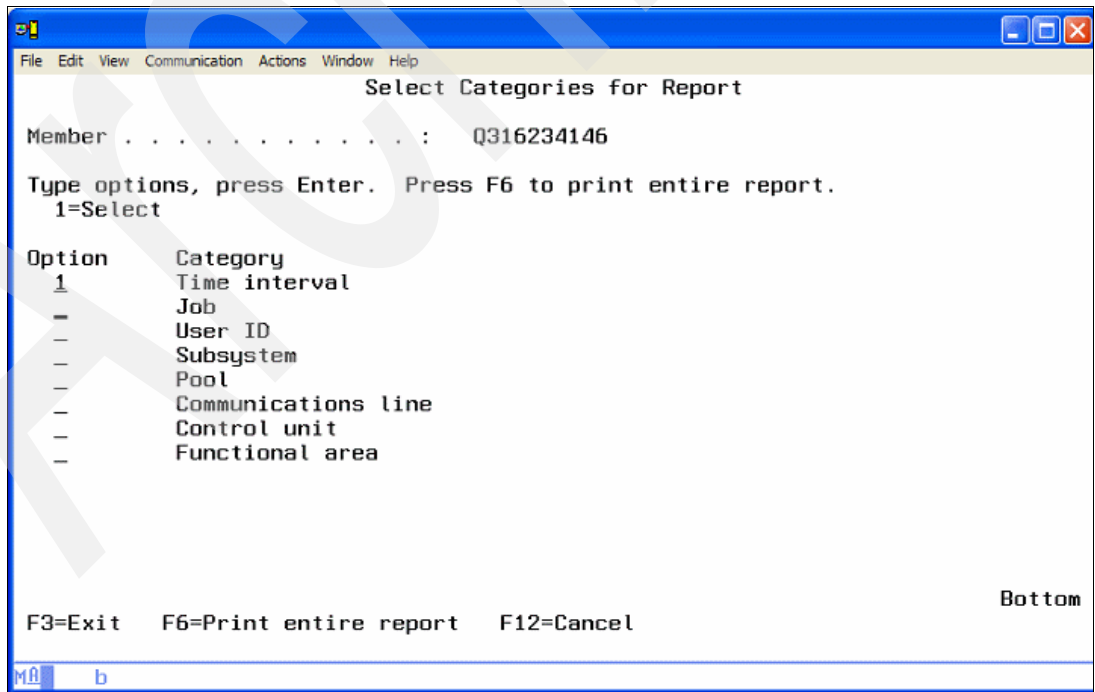 File Edit View Communication Actions Window Help
Select Categories for Report
Member . . . . . . . . . . . : Q316234146
Type options, press Enter. Press F6 to print entire report.
1=Select
Option Category
1 Time interval
_ Job
_ User ID
_ Subsystem
_ Pool
_ Communications line
_ Control unit
_ Functional area
Bottom
F3=Exit F6=Print entire report F12=Cancel
MA b